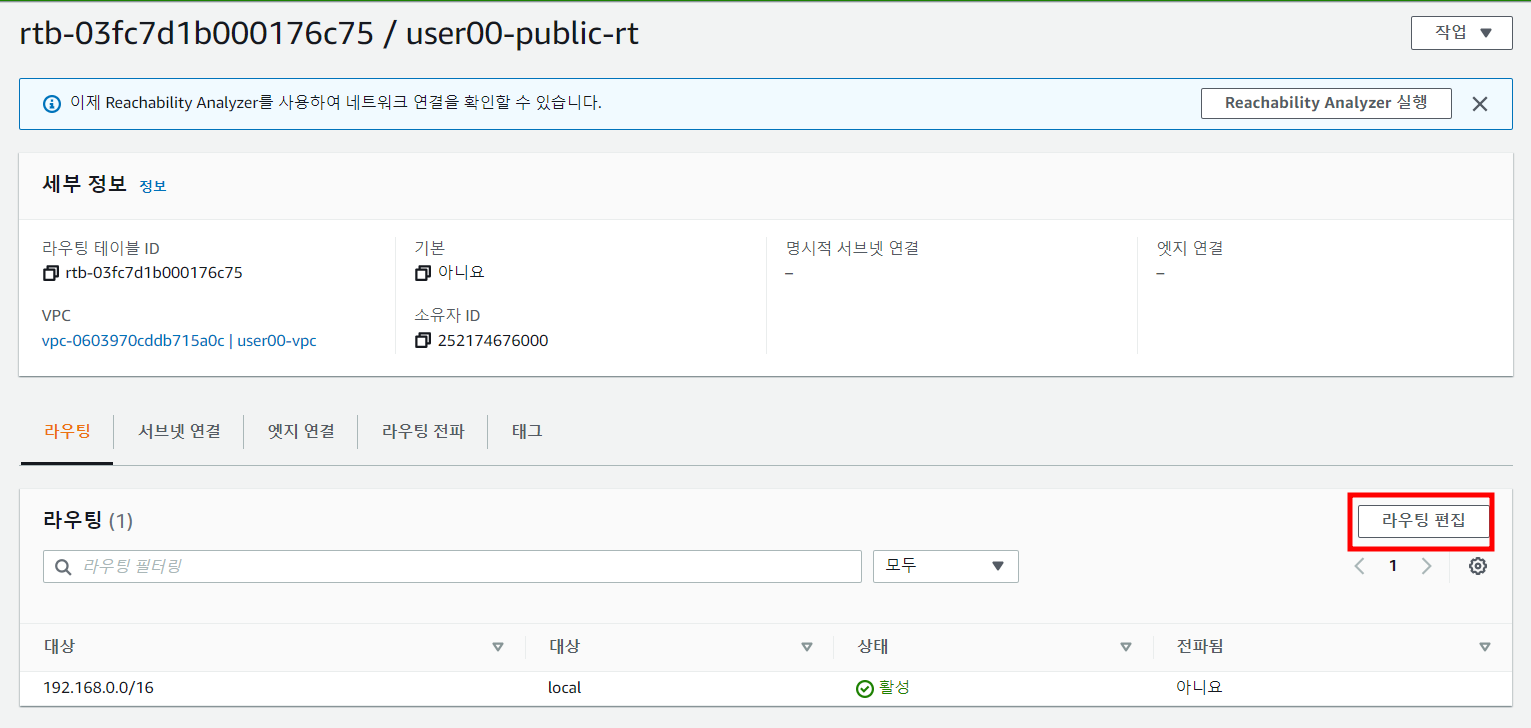 rtb-03fc7d1b000176c75 / user00-public-rt
작업
이제 Reachability Analyzer를 사용하여 네트워크 연결을 확인할 수 있습니다.
Reachability Analyzer 실행
세부 정보 정보
라우팅 테이블 ID
rtb-03fc7d1b000176c75
기본
아니요
명시적 서브넷 연결
–
엣지 연결
–
VPC
vpc-0603970cddb715a0c | user00-vpc
소유자 ID
252174676000
라우팅 서브넷 연결 엣지 연결 라우팅 전파 태그
라우팅 (1)
라우팅 편집
라우팅 필터링
모두
1
대상 대상 상태 전파됨
192.168.0.0/16 local 활성 아니요